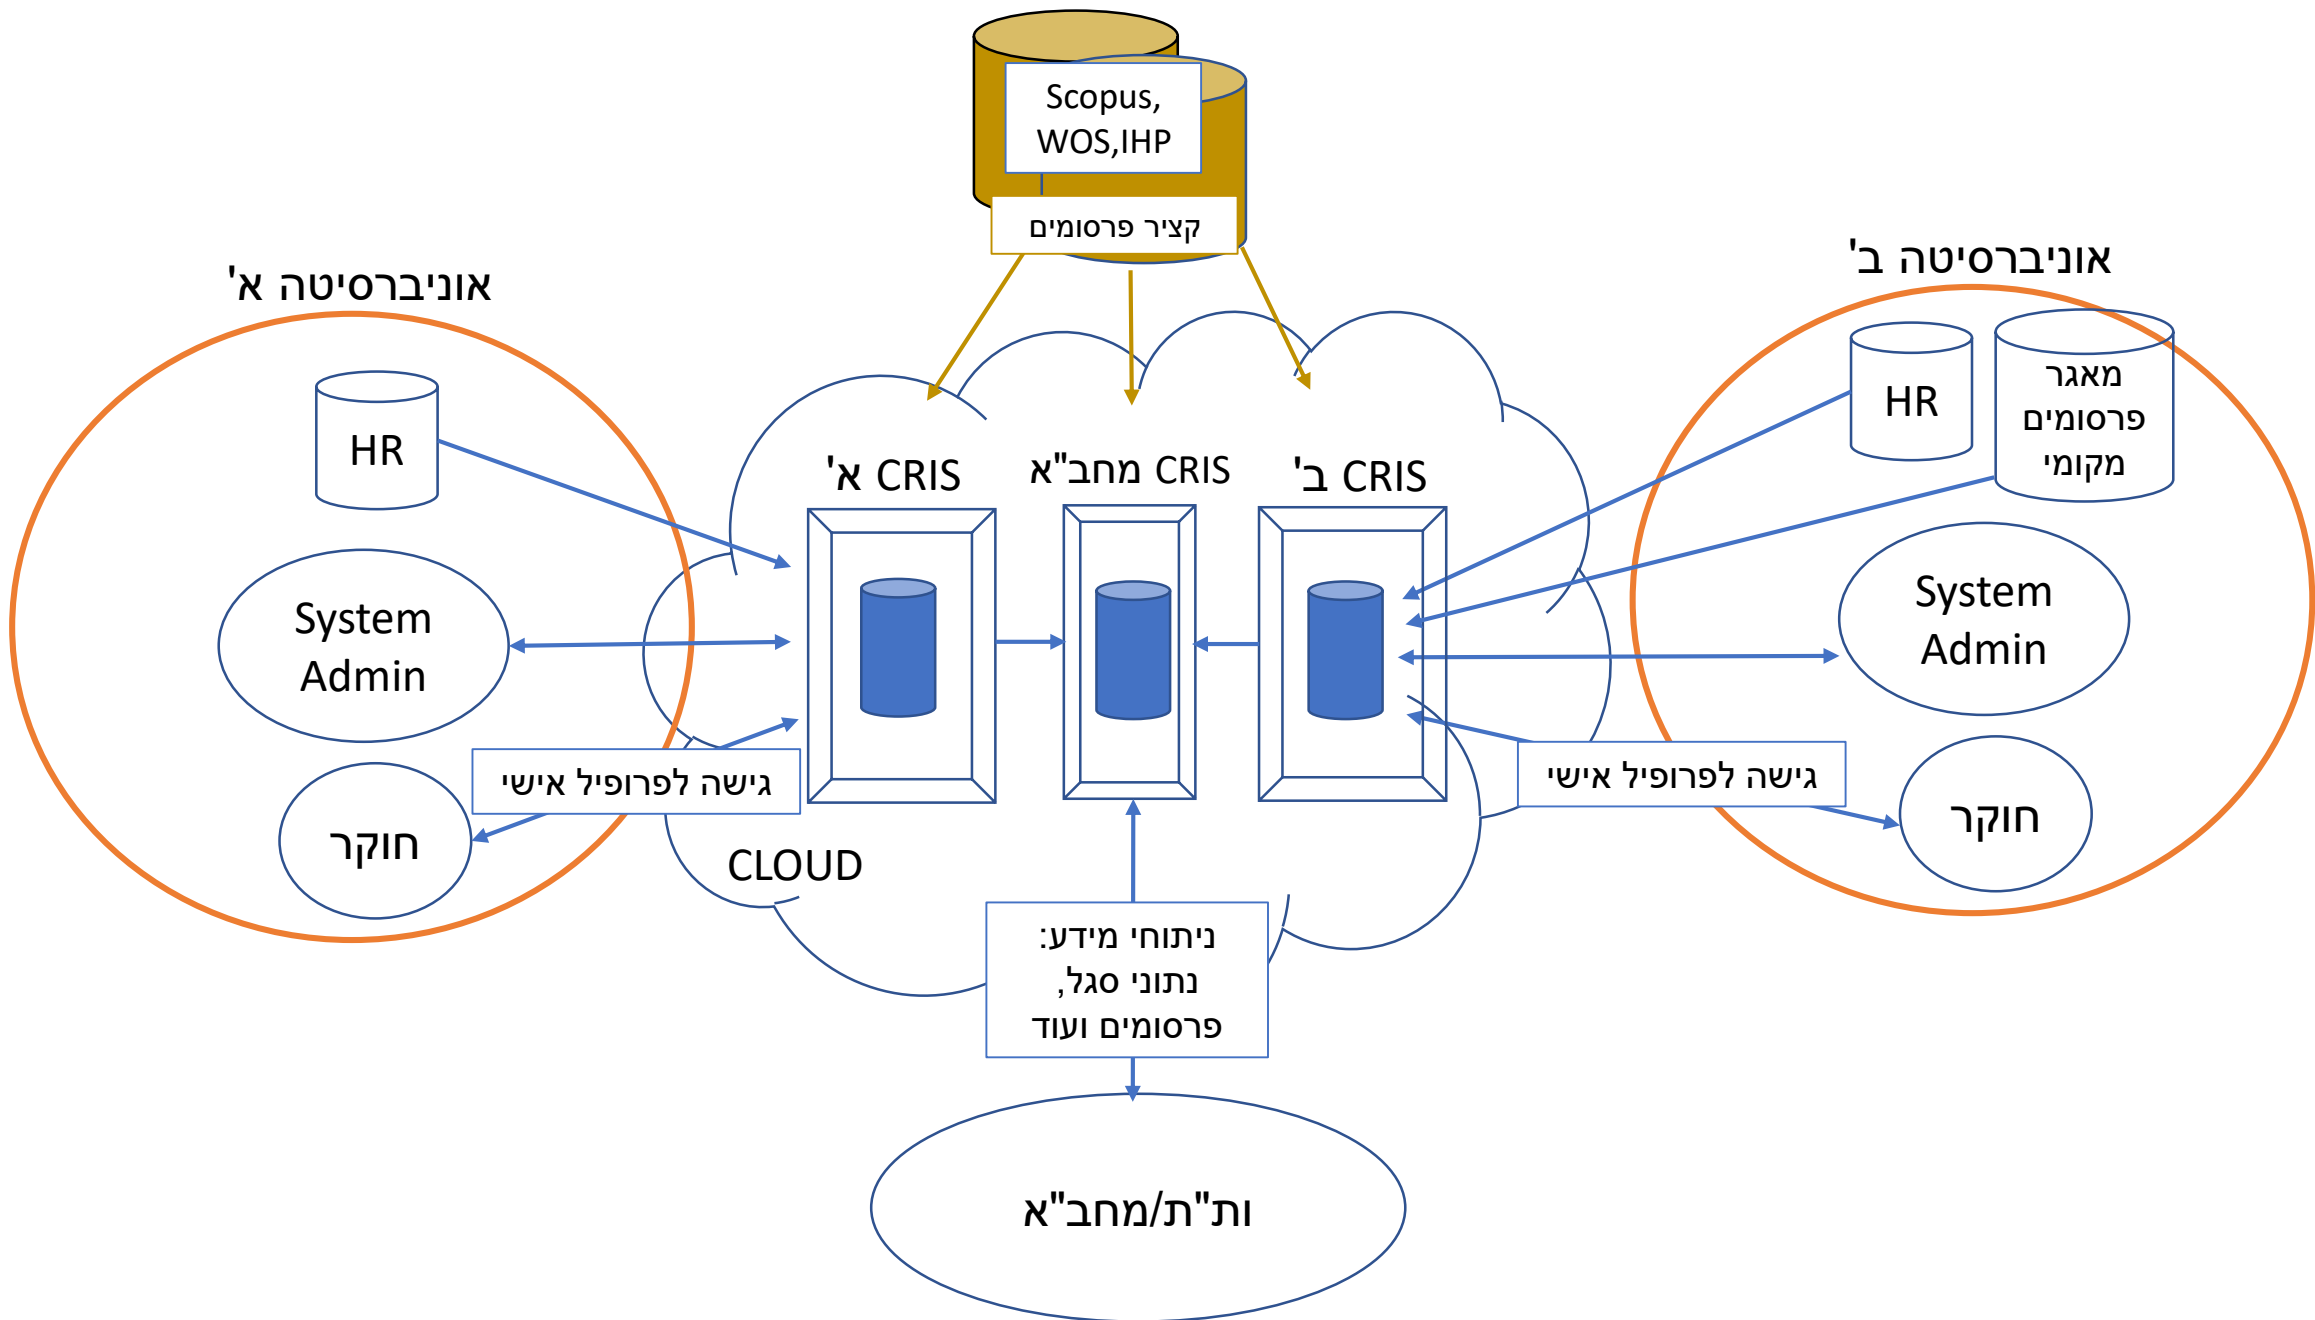 Scopus,
WOS,IHP
קציר פרסומים
אוניברסיטה א'
אוניברסיטה ב'
HR
System
Admin
חוקר
גישה לפרופיל אישי
CRIS א'
CRIS מחב"א
CRIS ב'
CLOUD
HR
מאגר
פרסומים
מקומי
System
Admin
חוקר
גישה לפרופיל אישי
ניתוחי מידע:
נתוני סגל,
פרסומים ועוד
ות"ת/מחב"א